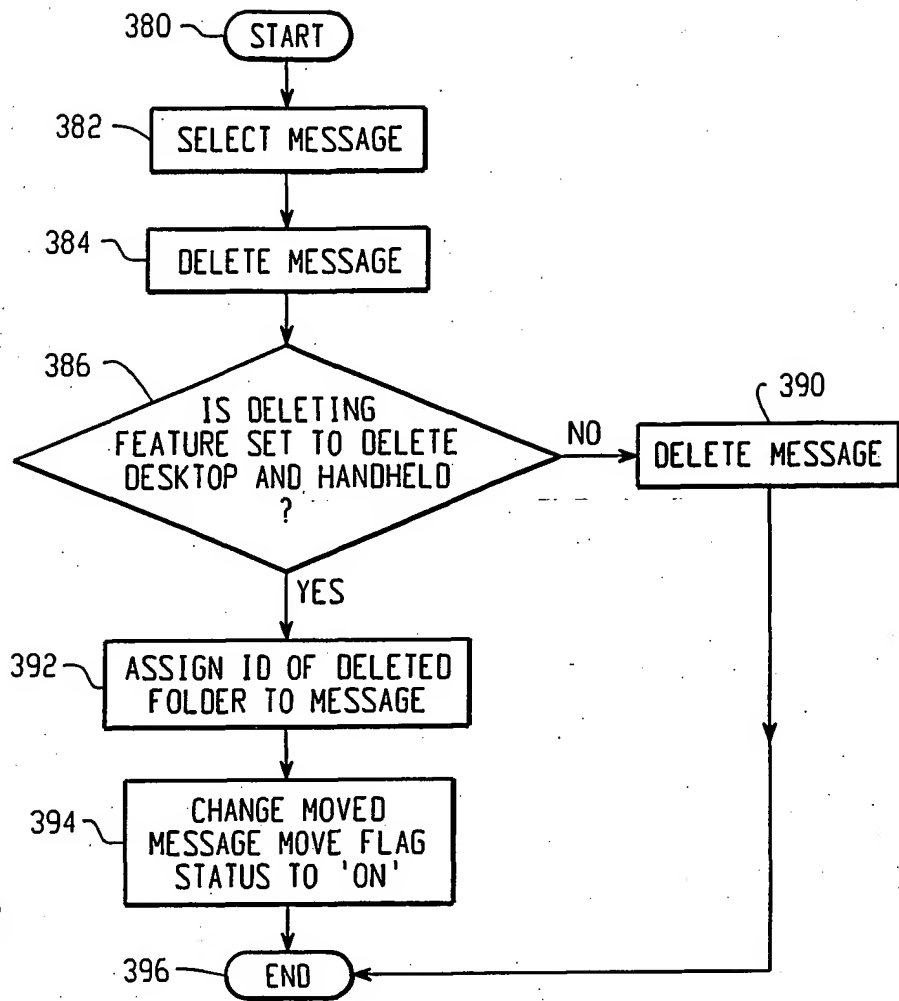 380
START
382
SELECT MESSAGE
384
DELETE MESSAGE
386
IS DELETING
FEATURE SET TO DELETE
DESKTOP AND HANDHELD
?
NO
390
DELETE MESSAGE
YES
392
ASSIGN ID OF DELETED
FOLDER TO MESSAGE
394
CHANGE MOVED
MESSAGE MOVE FLAG
STATUS TO 'ON'
396
END